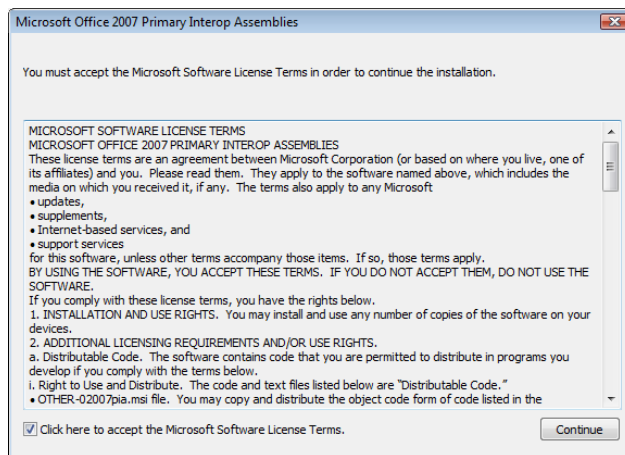 Microsoft Office 2007 Primary Interop Assemblies
You must accept the Microsoft Software License Terms in order to continue the installation.
MICROSOFT SOFTWARE LICENSE TERMS
MICROSOFT OFFICE 2007 PRIMARY INTEROP ASSEMBLIES
These license terms are an agreement between Microsoft Corporation (or based on where you live, one of
its affiliates) and you.  Please read them.  They apply to the software named above, which includes the
media on which you received it, if any.  The terms also apply to any Microsoft
• updates,
• supplements,
• Internet-based services, and
• support services
for this software, unless other terms accompany those items.  If so, those terms apply.
BY USING THE SOFTWARE, YOU ACCEPT THESE TERMS.  IF YOU DO NOT ACCEPT THEM, DO NOT USE THE
SOFTWARE.
If you comply with these license terms, you have the rights below.
1. INSTALLATION AND USE RIGHTS.  You may install and use any number of copies of the software on your
devices.
2. ADDITIONAL LICENSING REQUIREMENTS AND/OR USE RIGHTS.
a. Distributable Code.  The software contains code that you are permitted to distribute in programs you
develop if you comply with the terms below.
i. Right to Use and Distribute.  The code and text files listed below are "Distributable Code."
• OTHER-O2007pia.msi file.  You may copy and distribute the object code form of code listed in the
Click here to accept the Microsoft Software License Terms.
Continue